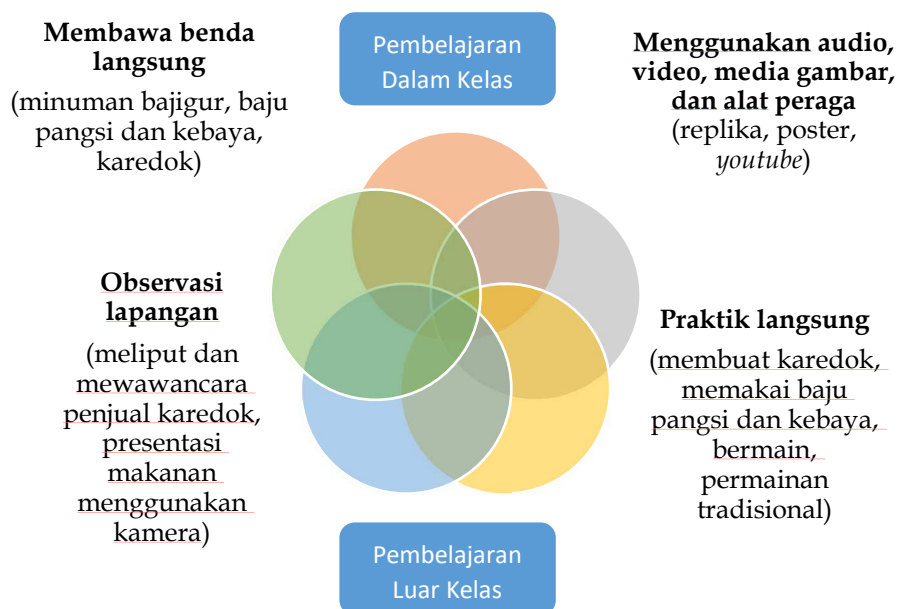 Membawa benda
langsung
(minuman bajigur, baju
pangsi dan kebaya,
karedok)
Pembelajaran
Dalam Kelas
Menggunakan audio,
video, media gambar,
dan alat peraga
(replika, poster,
youtube)
Observasi
lapangan
(meliput dan
mewawancara
penjual karedok,
presentasi
makanan
menggunakan
kamera)
Praktik langsung
(membuat karedok,
memakai baju
pangsi dan kebaya,
bermain,
permainan
tradisional)
Pembelajaran
Luar Kelas